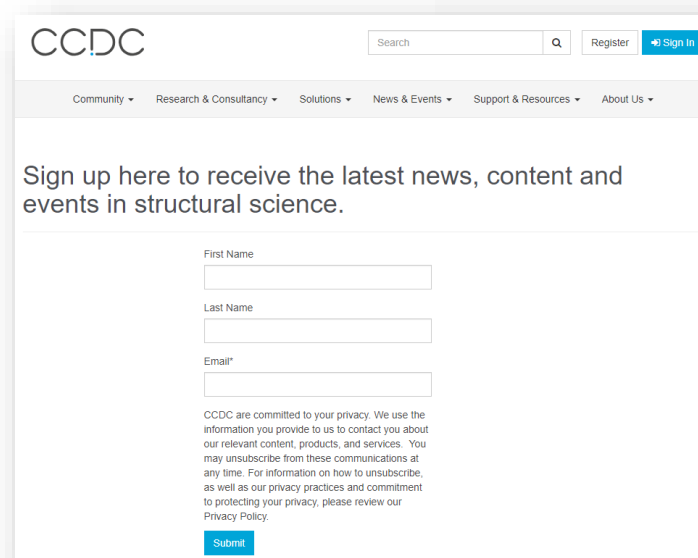 CCDC
Search
Register
Sign In
Community
Research & Consultancy
Solutions
News & Events
Support & Resources
About Us
Sign up here to receive the latest news, content and
events in structural science.
First Name
Last Name
Email*
CCDC are committed to your privacy. We use the
information you provide to us to contact you about
our relevant content, products, and services. You
may unsubscribe from these communications at
any time. For information on how to unsubscribe,
as well as our privacy practices and commitment
to protecting your privacy, please review our
Privacy Policy.
Submit